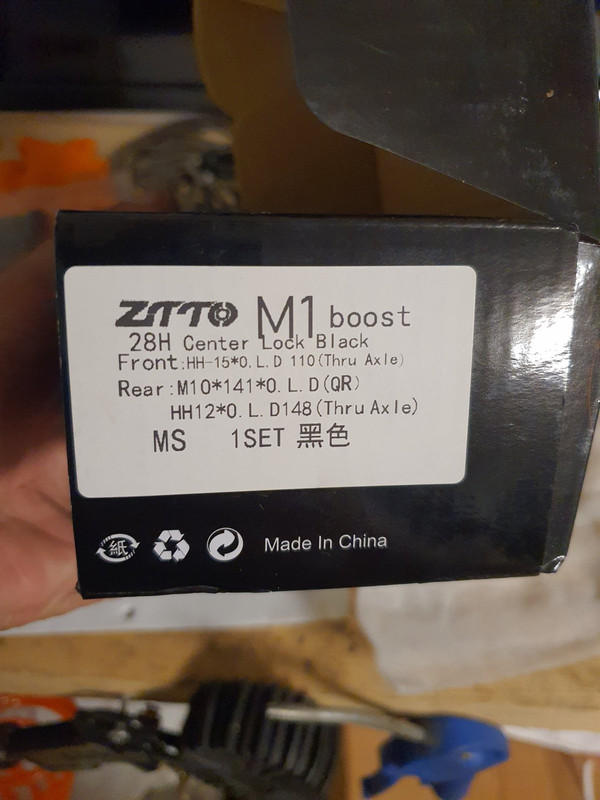 ZTTO M1 boost
28H Center Lock Black
Front:HH-15*O.L.D 110(Thru Axle)
Rear:M10*141*O.L.D(QR)
HH12*O.L.D148(Thru Axle)
MS 1SET 黑色
紙 Made In China